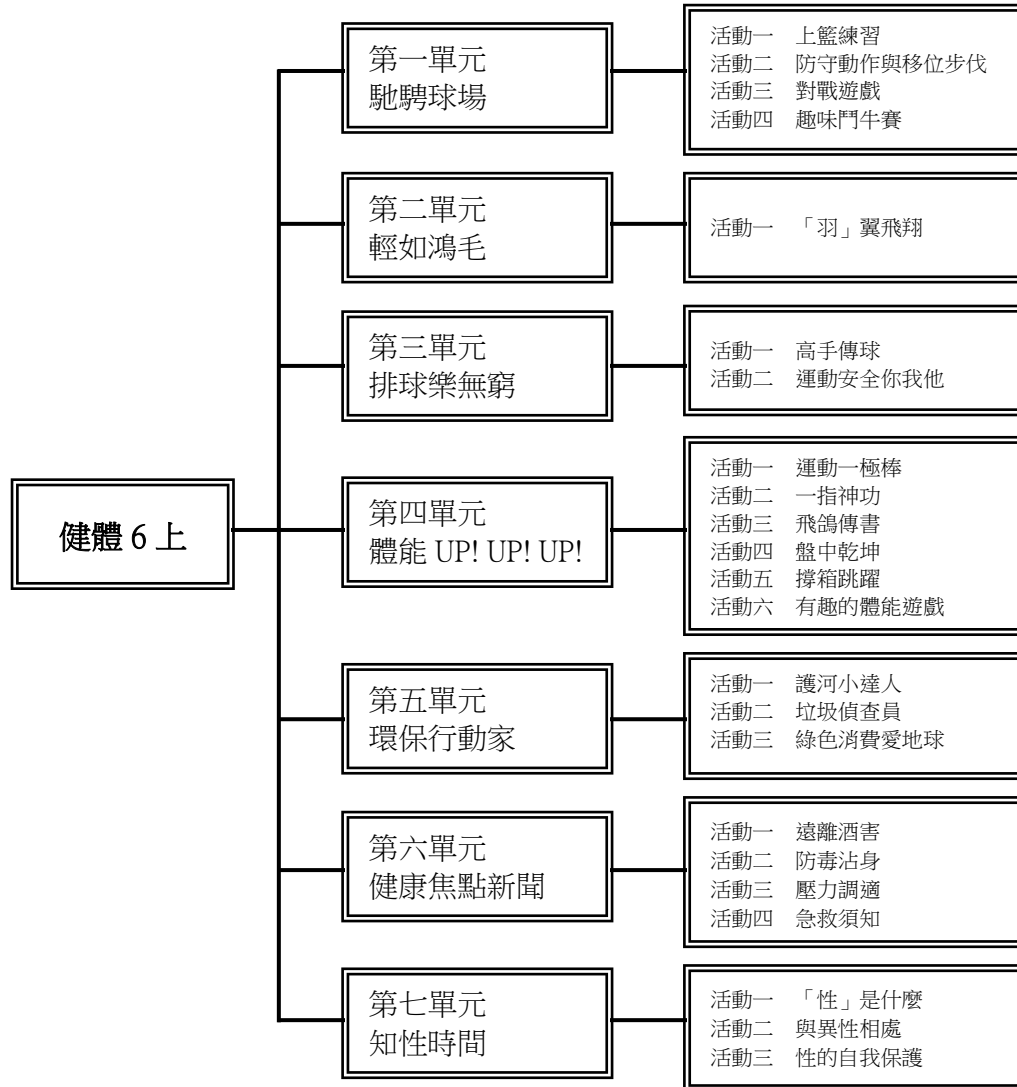 健體 6 上
第一單元
馳騁球場
活動一　上籃練習
活動二　防守動作與移位步伐
活動三　對戰遊戲
活動四　趣味鬥牛賽
第二單元
輕如鴻毛
活動一　「羽」翼飛翔
第三單元
排球樂無窮
活動一　高手傳球
活動二　運動安全你我他
第四單元
體能 UP! UP! UP!
活動一　運動一極棒
活動二　一指神功
活動三　飛鴿傳書
活動四　盤中乾坤
活動五　撐箱跳躍
活動六　有趣的體能遊戲
第五單元
環保行動家
活動一　護河小達人
活動二　垃圾偵查員
活動三　綠色消費愛地球
第六單元
健康焦點新聞
活動一　遠離酒害
活動二　防毒沾身
活動三　壓力調適
活動四　急救須知
第七單元
知性時間
活動一　「性」是什麼
活動二　與異性相處
活動三　性的自我保護